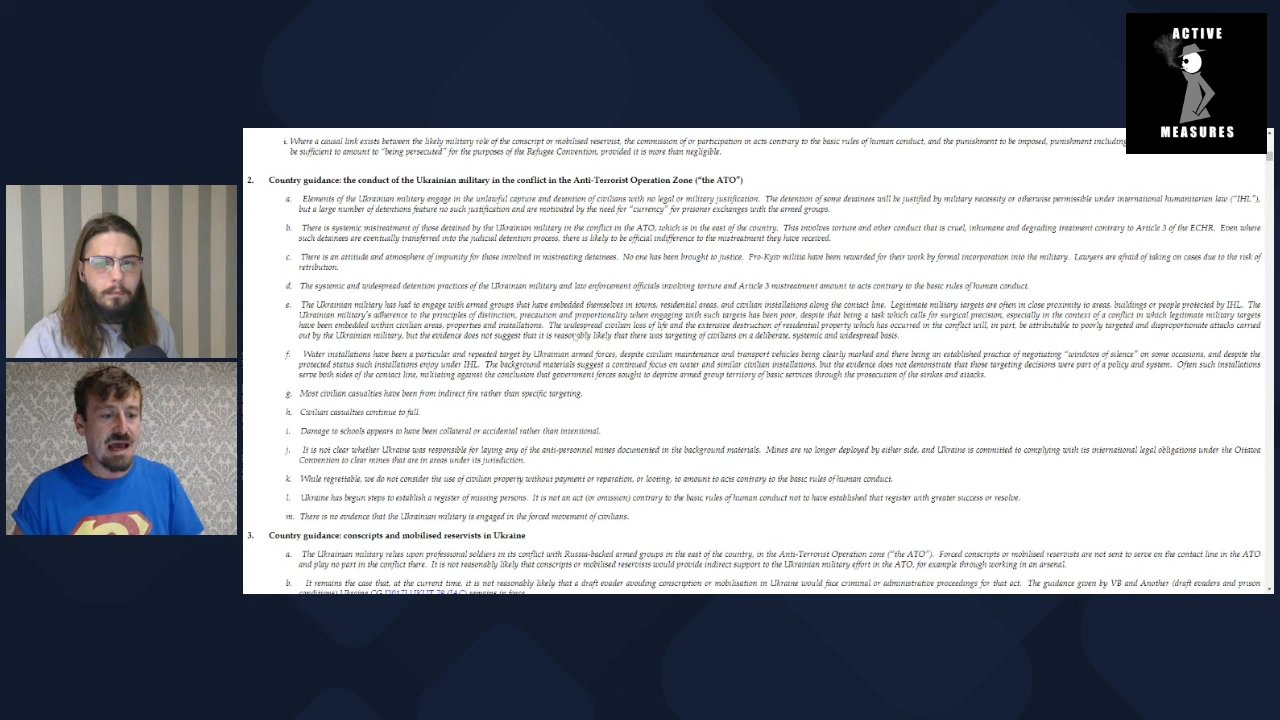 ACTIVE
MEASURES
i. Where a causal link exists between the likely military role of the conscript or mobilised reservist, the commission of or participation in acts contrary to the basic rules of human conduct, and the punishment to be imposed, punishment including
be sufficient to amount to "being persecuted" for the purposes of the Refugee Convention, provided it is more than negligible.
2. Country guidance: the conduct of the Ukrainian military in the conflict in the Anti-Terrorist Operation Zone ("the ATO")
a. Elements of the Ukrainian military engage in the unlawful capture and detention of civilians with no legal or military justification. The detention of some detainees will be justified by military necessity or otherwise permissible under international humanitarian law ("IHL"),
but a large number of detentions feature no such justification and are motivated by the need for "currency" for prisoner exchanges with the armed groups.
b. There is systemic mistreatment of those detained by the Ukrainian military in the conflict in the ATO, which is in the east of the country. This involves torture and other conduct that is cruel, inhumane and degrading treatment contrary to Article 3 of the ECHR. Even where
such detainees are eventually transferred into the judicial detention process, there is likely to be official indifference to the mistreatment they have received.
c. There is an attitude and atmosphere of impunity for those involved in mistreating detainees. No one has been brought to justice. Pro-Kyiv militia have been rewarded for their work by formal incorporation into the military. Lawyers are afraid of taking on cases due to the risk of
retribution.
d. The systemic and widespread detention practices of the Ukrainian military and law enforcement officials involving torture and Article 3 mistreatment amount to acts contrary to the basic rules of human conduct.
e. The Ukrainian military has had to engage with armed groups that have embedded themselves in towns, residential areas, and civilian installations along the contact line. Legitimate military targets are often in close proximity to areas, buildings or people protected by IHL. The
Ukrainian military's adherence to the principles of distinction, precaution and proportionality when engaging with such targets has been poor, despite that being a task which calls for surgical precision, especially in the context of a conflict in which legitimate military targets
have been embedded within civilian areas, properties and installations. The widespread civilian loss of life and the extensive destruction of residential property which has occurred in the conflict will, in part, be attributable to poorly targeted and disproportionate attacks carried
out by the Ukrainian military, but the evidence does not suggest that it is reasonably likely that there was targeting of civilians on a deliberate, systemic and widespread basis.
f. Water installations have been a particular and repeated target by Ukrainian armed forces, despite civilian maintenance and transport vehicles being clearly marked and there being an established practice of negotiating "windows of silence" on some occasions, and despite the
protected status such installations enjoy under IHL. The background materials suggest a continued focus on water and similar civilian installations, but the evidence does not demonstrate that those targeting decisions were part of a policy and system. Often such installations
serve both sides of the contact line, militating against the conclusion that government forces sought to deprive armed group territory of basic services through the prosecution of the strikes and attacks.
g. Most civilian casualties have been from indirect fire rather than specific targeting.
h. Civilian casualties continue to fall.
i. Damage to schools appears to have been collateral or accidental rather than intentional.
j. It is not clear whether Ukraine was responsible for laying any of the anti-personnel mines documented in the background materials. Mines are no longer deployed by either side, and Ukraine is committed to complying with its international legal obligations under the Ottawa
Convention to clear mines that are in areas under its jurisdiction.
k. While regrettable, we do not consider the use of civilian property without payment or reparation, or looting, to amount to acts contrary to the basic rules of human conduct.
l. Ukraine has begun steps to establish a register of missing persons. It is not an act (or omission) contrary to the basic rules of human conduct not to have established that register with greater success or resolve.
m. There is no evidence that the Ukrainian military is engaged in the forced movement of civilians.
3. Country guidance: conscripts and mobilised reservists in Ukraine
a. The Ukrainian military relies upon professional soldiers in its conflict with Russia-backed armed groups in the east of the country, in the Anti-Terrorist Operation zone ("the ATO"). Forced conscripts or mobilised reservists are not sent to serve on the contact line in the ATO
and play no part in the conflict there. It is not reasonably likely that conscripts or mobilised reservists would provide indirect support to the Ukrainian military effort in the ATO, for example through working in an arsenal.
b. It remains the case that, at the current time, it is not reasonably likely that a draft evader avoiding conscription or mobilisation in Ukraine would face criminal or administrative proceedings for that act. The guidance given by VB and Another (draft evaders and prison
conditions) Ukraine CG [2017] UKUT 79 (IAC) remains in force.